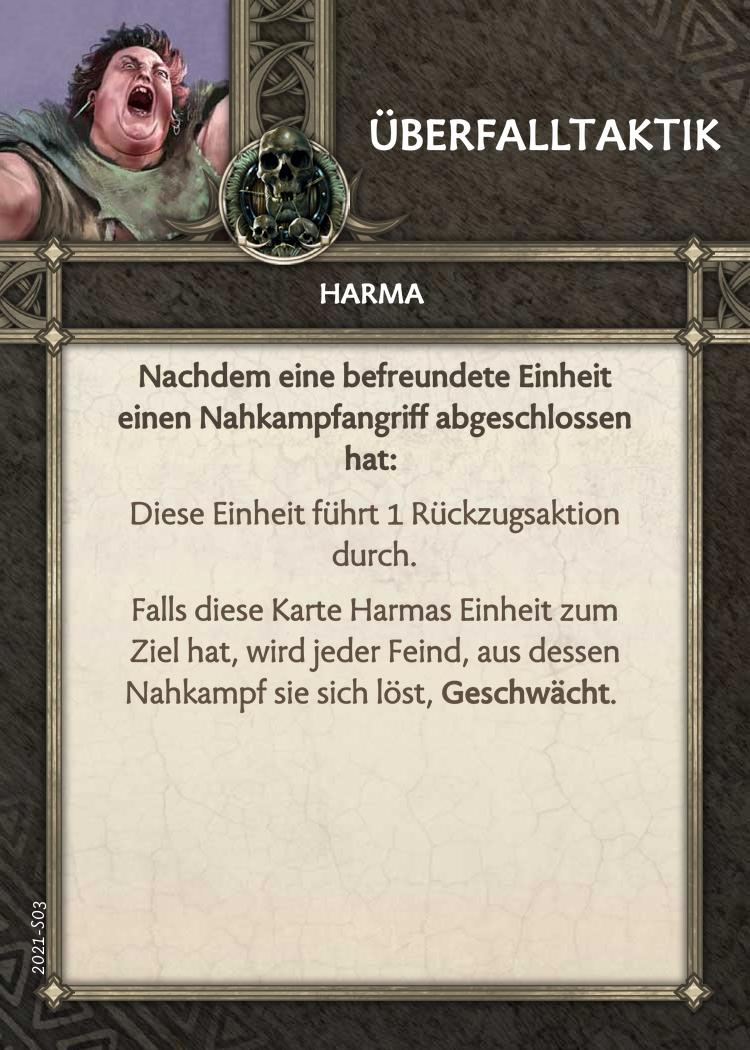 ÜBERFALLTAKTIK
HARMA
Nachdem eine befreundete Einheit
einen Nahkampfangriff abgeschlossen
hat:
Diese Einheit führt 1 Rückzugsaktion
durch.
Falls diese Karte Harmas Einheit zum
Ziel hat, wird jeder Feind, aus dessen
Nahkampf sie sich löst, Geschwächt.
2021-S03